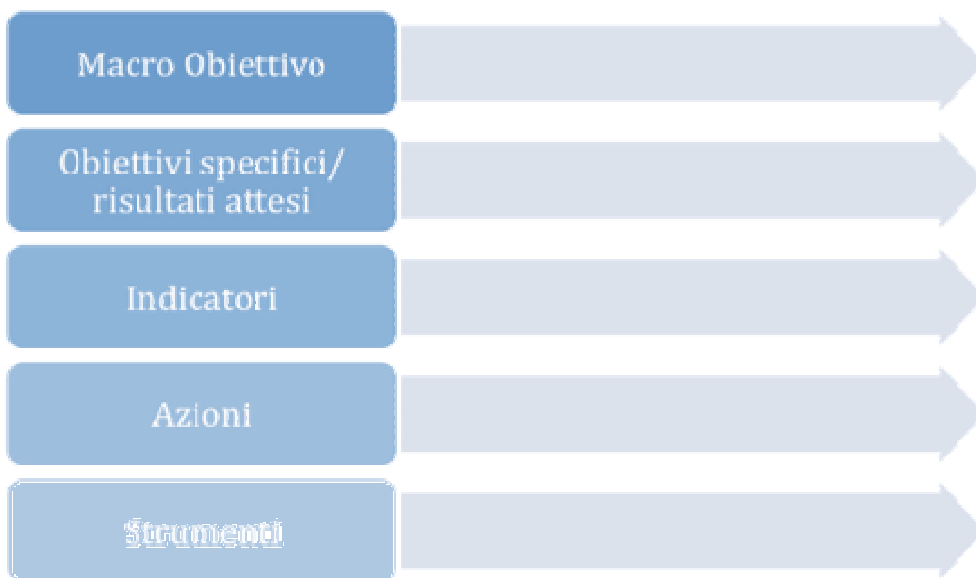 Macro Obiettivo
Obiettivi specifici/
risultati attesi
Indicatori
Azioni
Strumenti